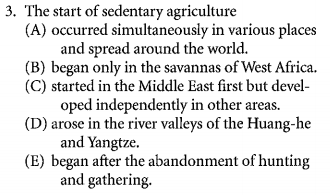 3. The start of sedentary agriculture
(A) occurred simultaneously in various places
and spread around the world.
(B) began only in the savannas of West Africa.
(C) started in the Middle East first but devel-
oped independently in other areas.
(D) arose in the river valleys of the Huang-he
and Yangtze.
(E) began after the abandonment of hunting
and gathering.